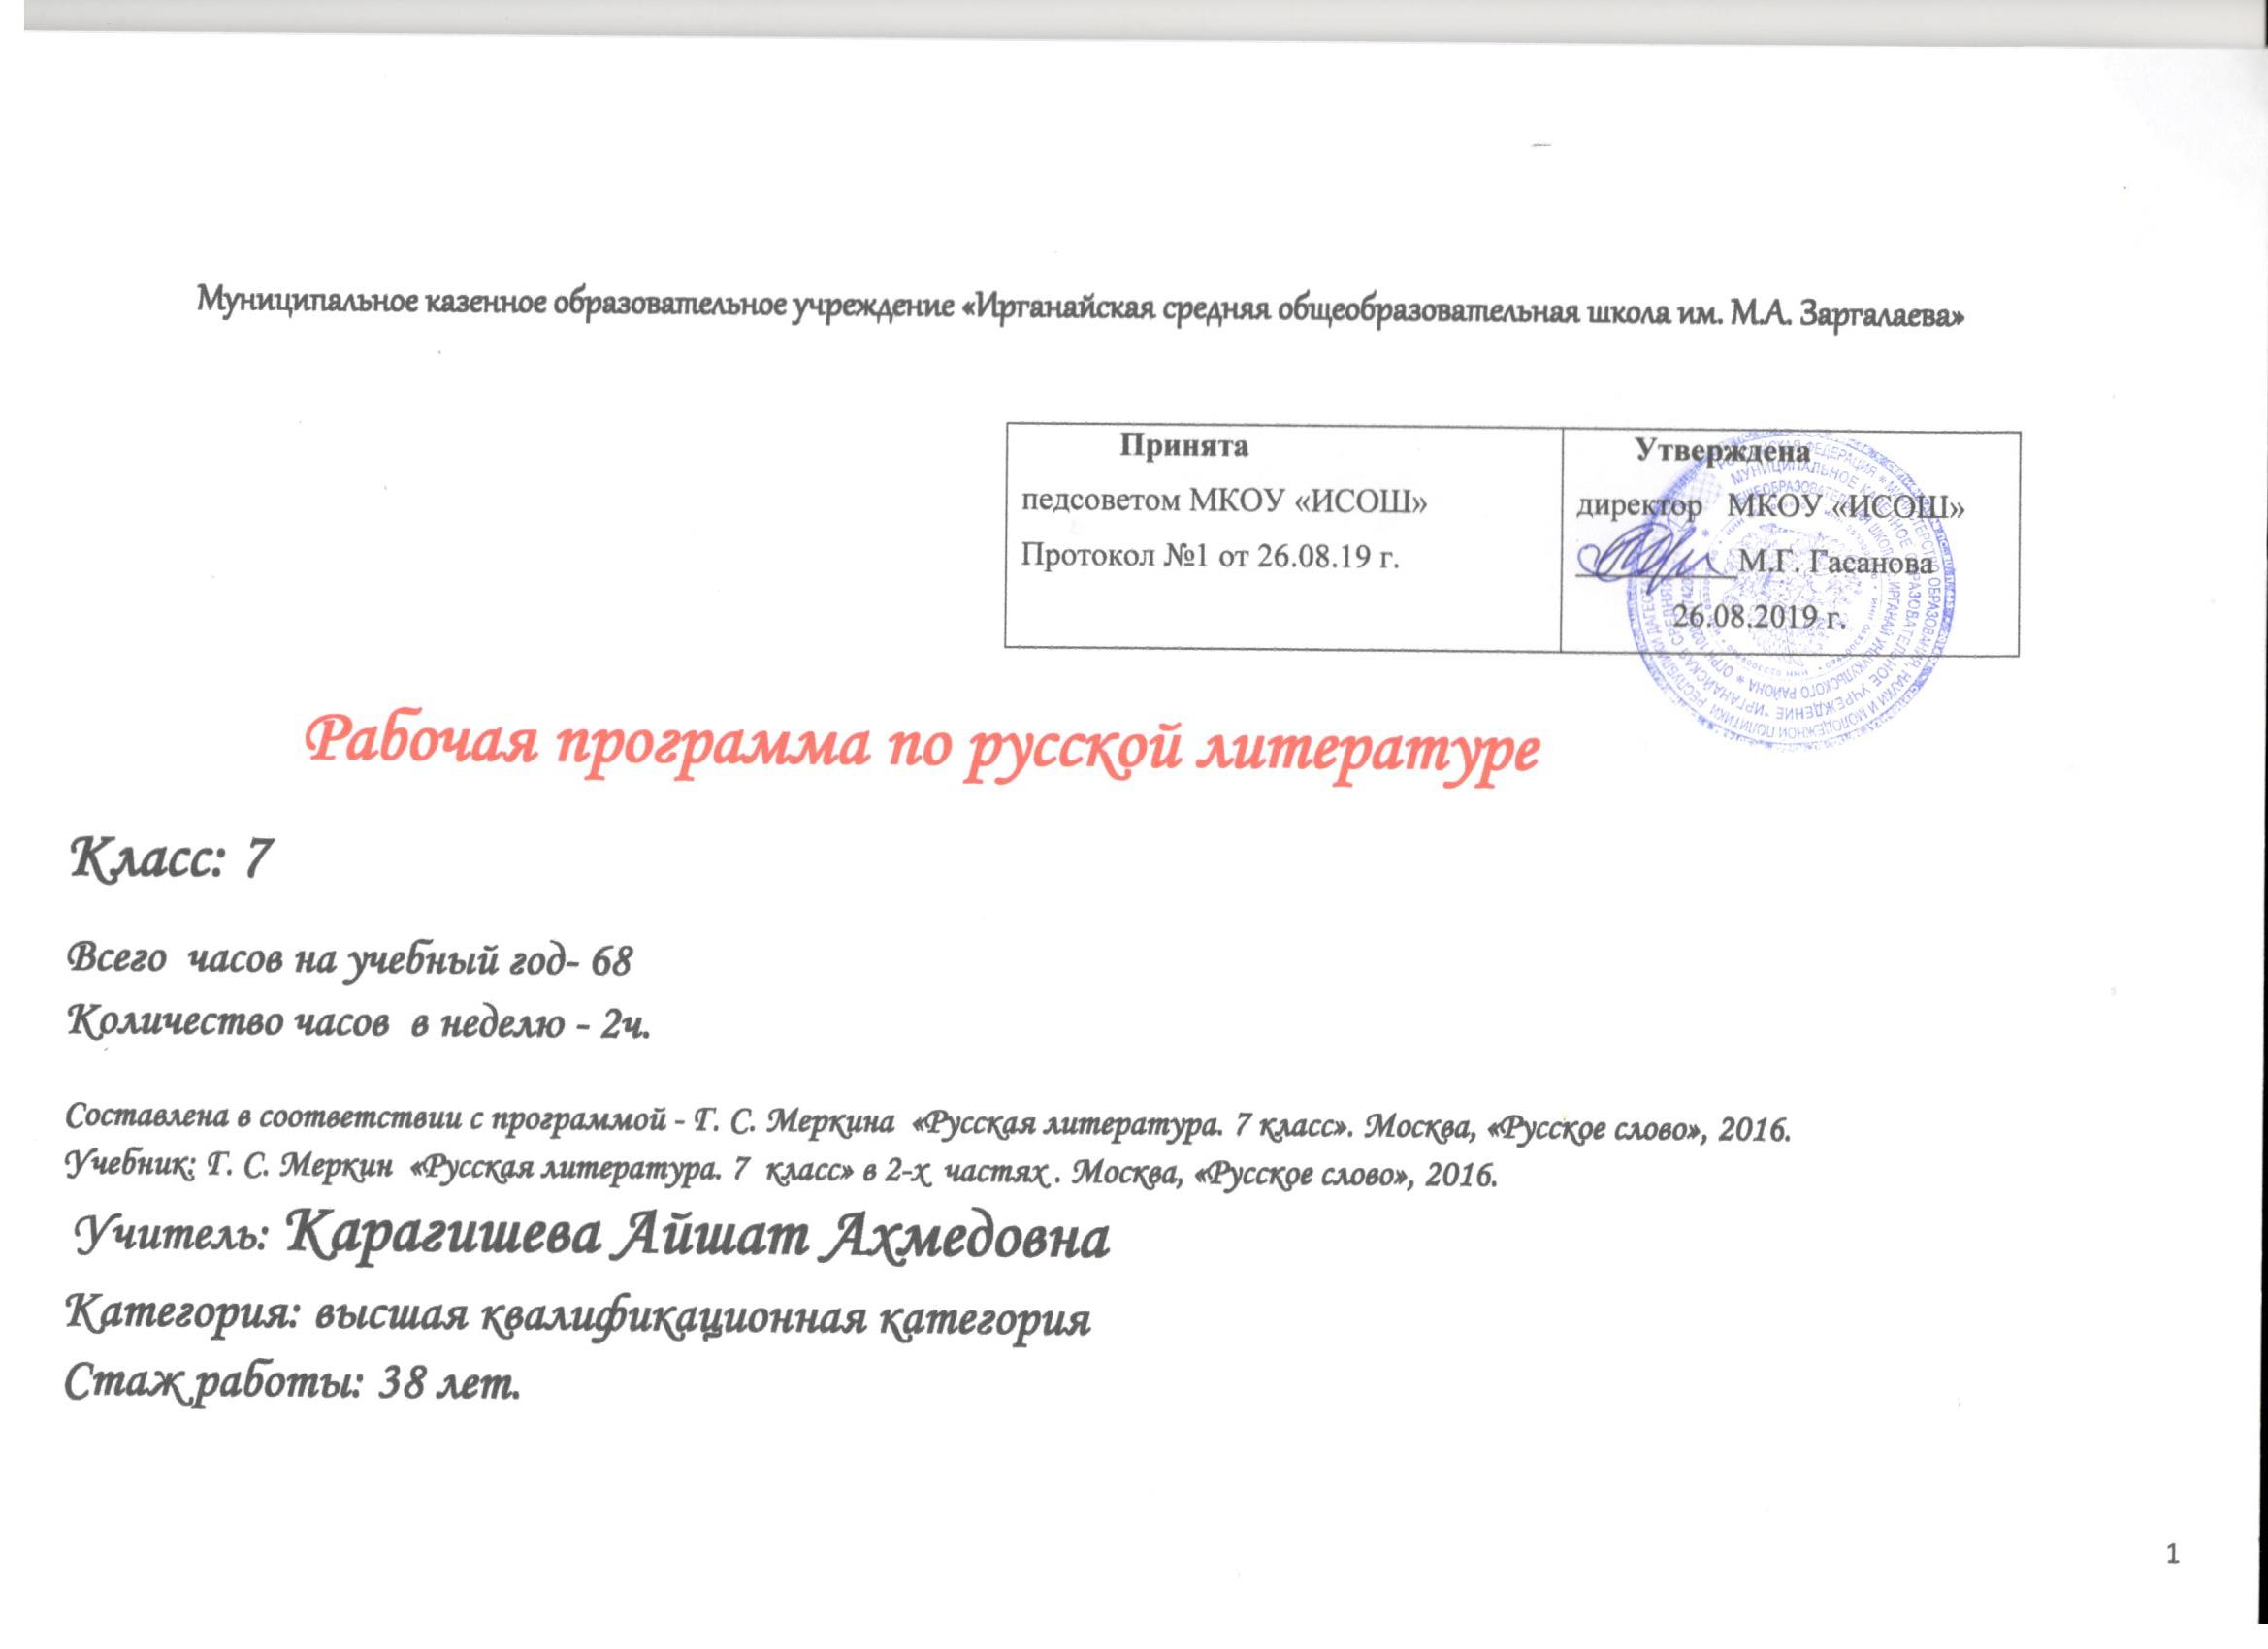 Муниципальное казенное образовательное учреждение «Ирганайская средняя общеобразовательная школа им. М.А. Заргалаева»
Принята
педсоветом МКОУ «ИСОШ»
Протокол №1 от 26.08.19 г.
Утверждена
директор МКОУ «ИСОШ»
М.Г. Гасанова
26.08.2019 г.
Рабочая программа по русской литературе
Класс: 7
Всего часов на учебный год- 68
Количество часов в неделю - 2ч.
Составлена в соответствии с программой - Г. С. Меркина «Русская литература. 7 класс». Москва, «Русское слово», 2016.
Учебник: Г. С. Меркин «Русская литература. 7 класс» в 2-х частях. Москва, «Русское слово», 2016.
Учитель: Карагишева Айшат Ахмедовна
Категория: высшая квалификационная категория
Стаж работы: 38 лет.
1